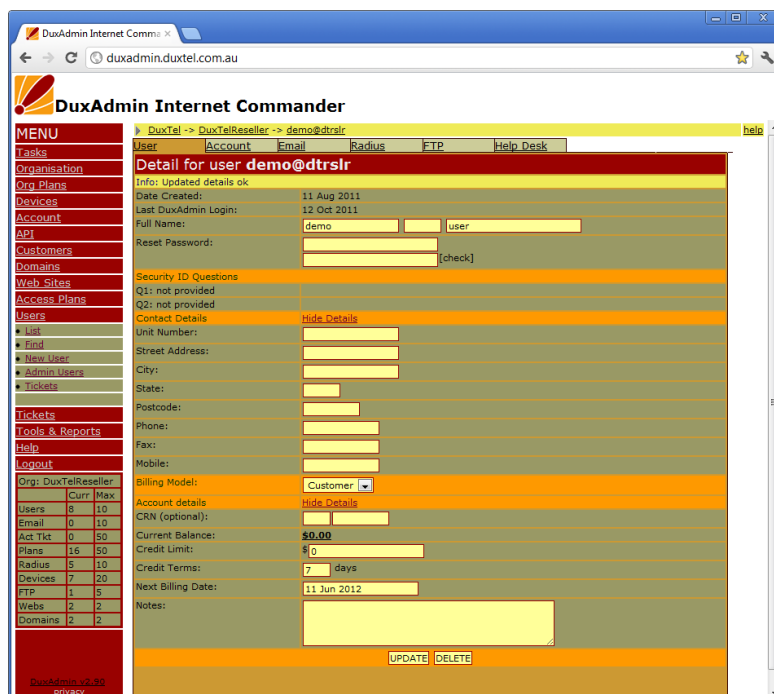 DuxAdmin Internet Comma
duxadmin.duxtel.com.au
DuxAdmin Internet Commander
MENU
Tasks
Organisation
Org Plans
Devices
Account
API
Customers
Domains
Web Sites
Access Plans
Users
List
Find
New User
Admin Users
Tickets
Tickets
Tools & Reports
Help
Logout
Org: DuxTelReseller
Curr Max
Users 8 10
Email 0 10
Act Tkt 0 50
Plans 16 50
Radius 5 10
Devices 7 20
FTP 1 5
Webs 2 2
Domains 2 2
DuxAdmin v2.90
privacy
DuxTel -> DuxTelReseller -> demo@dtrslr help
User Account Email Radius FTP Help Desk
Detail for user demo@dtrslr
Info: Updated details ok
Date Created: 11 Aug 2011
Last DuxAdmin Login: 12 Oct 2011
Full Name: demo user
Reset Password:
[check]
Security ID Questions
Q1: not provided
Q2: not provided
Contact Details Hide Details
Unit Number:
Street Address:
City:
State:
Postcode:
Phone:
Fax:
Mobile:
Billing Model: Customer
Account details Hide Details
CRN (optional):
Current Balance: $0.00
Credit Limit: $ 0
Credit Terms: 7 days
Next Billing Date: 11 Jun 2012
Notes:
UPDATE DELETE